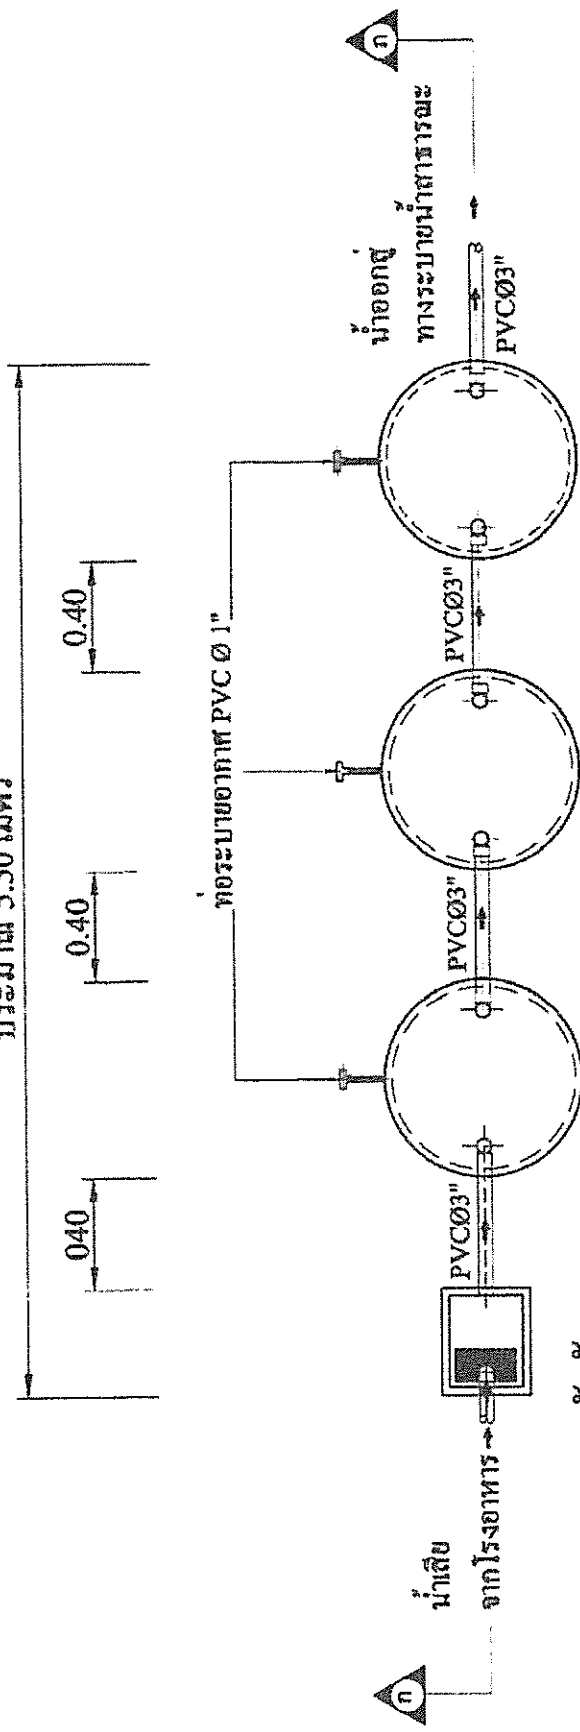 ประมาณ 5.50 เมตร
040
0.40
0.40
ท่อระบายอากาศ PVC Ø 1"
น้ำเสีย
จากโรงอาหาร
PVCØ3"
PVCØ3"
PVCØ3"
PVCØ3"
น้ำออกสู่
ทางระบายน้ำสาธารณะ
ก
ก